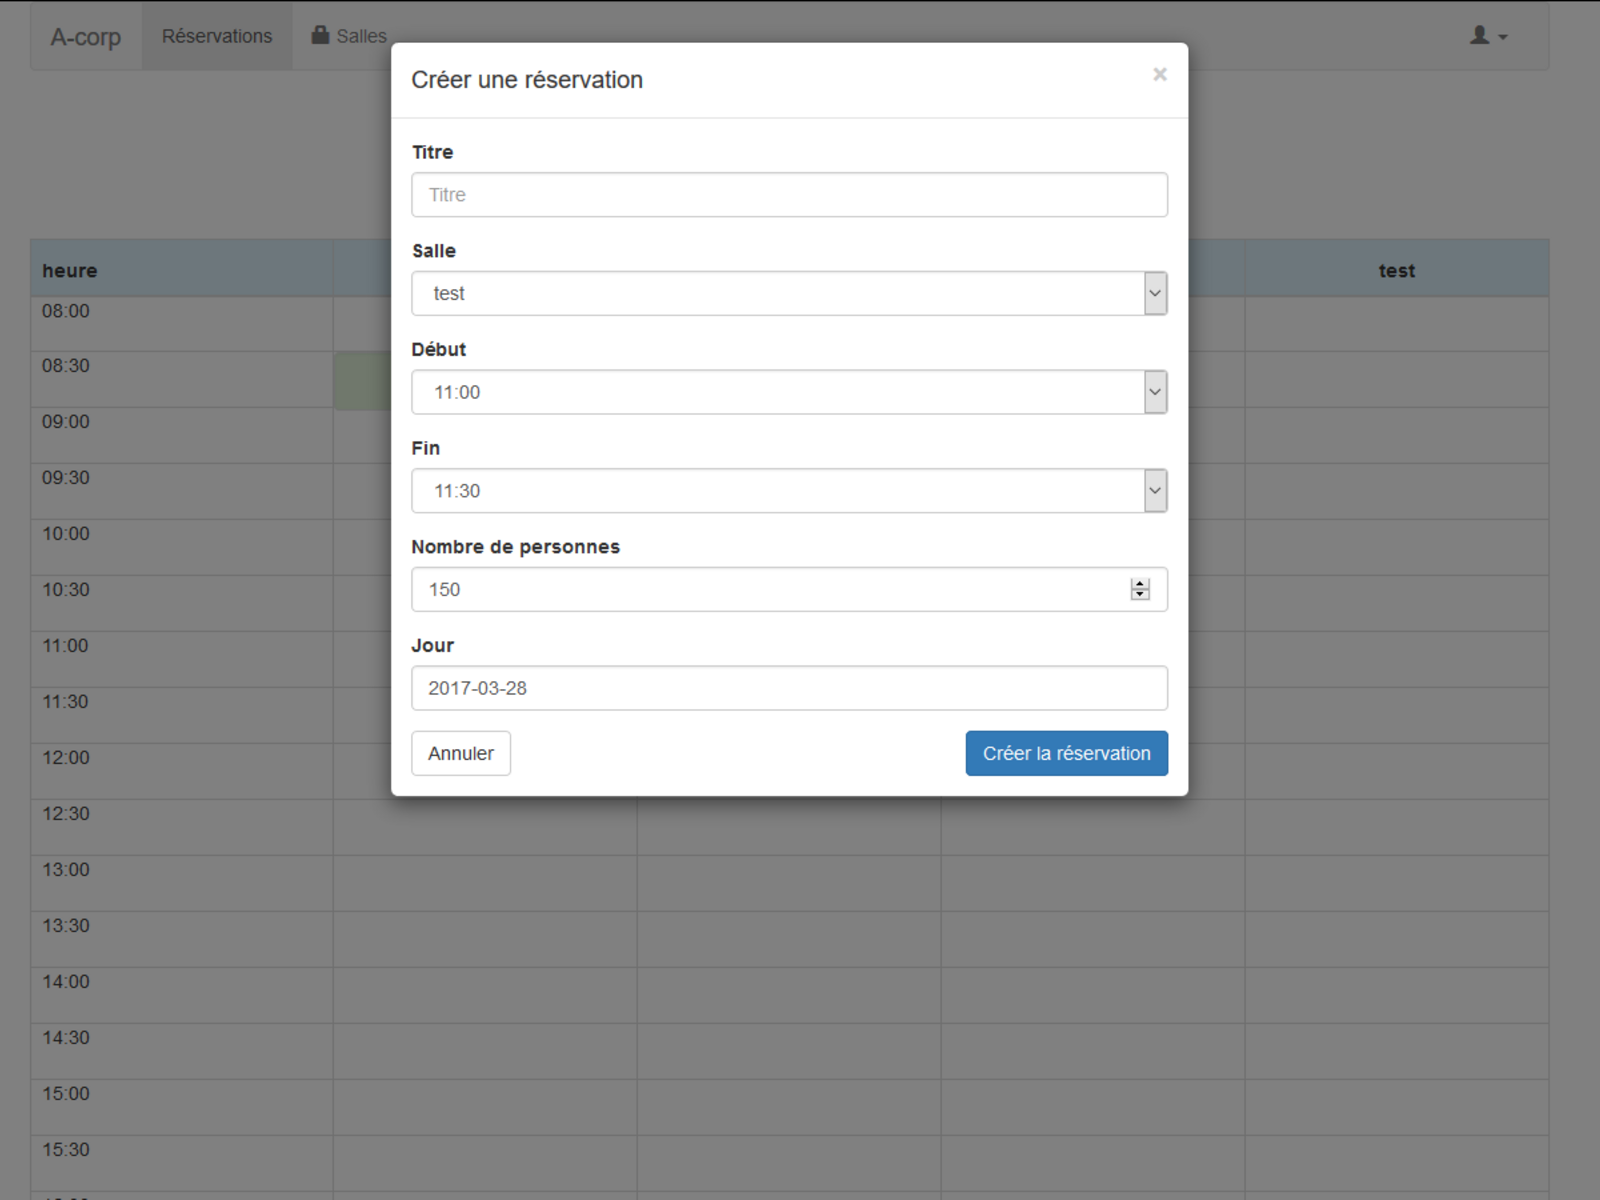 A-corp Réservations Salles
Créer une réservation ×
Titre
Titre
Salle
test
Début
11:00
Fin
11:30
Nombre de personnes
150
Jour
2017-03-28
Annuler Créer la réservation
heure test
08:00
08:30
09:00
09:30
10:00
10:30
11:00
11:30
12:00
12:30
13:00
13:30
14:00
14:30
15:00
15:30